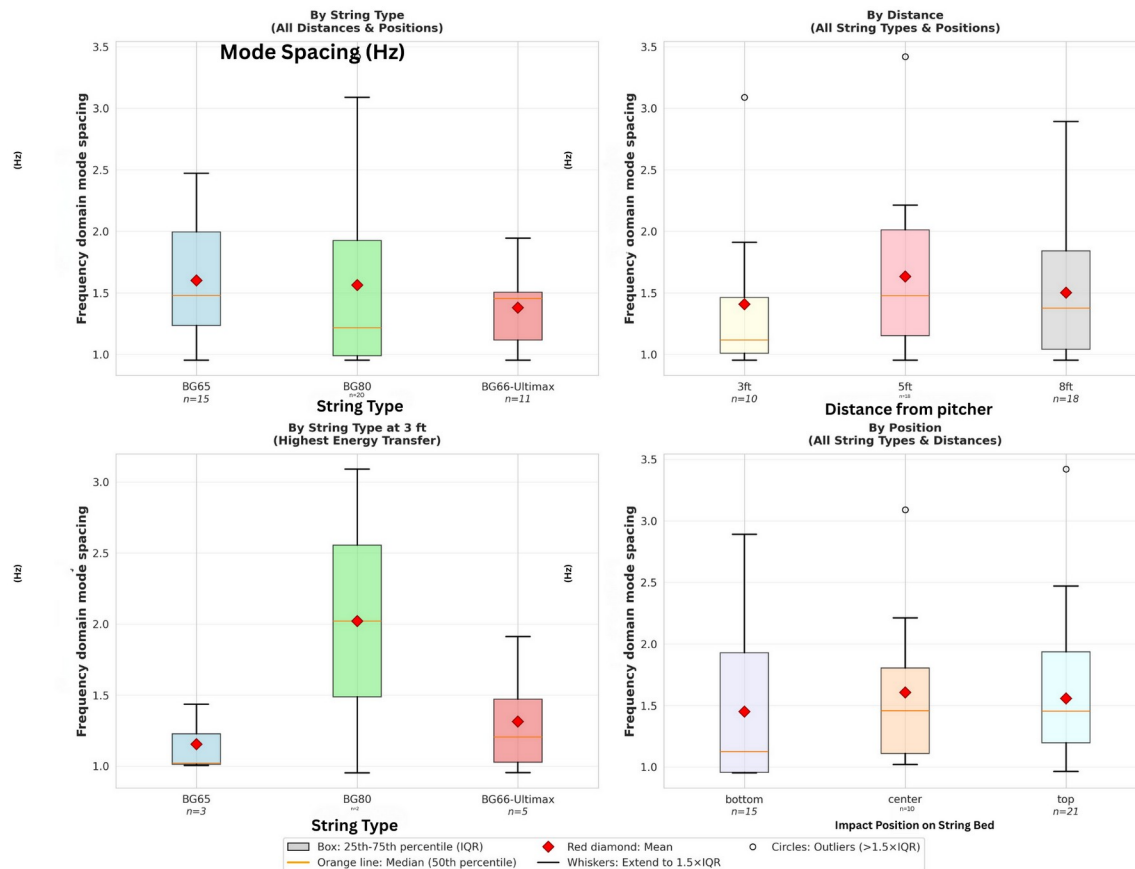 By String Type
(All Distances & Positions)
Mode Spacing (Hz)
3.5
3.0
2.5
2.0
1.5
1.0
(Hz)
Frequency domain mode spacing
BG65
n=15
BG80
n=20
BG66-Ultimax
n=11
String Type
By Distance
(All String Types & Positions)
3.5
3.0
2.5
2.0
1.5
1.0
(Hz)
Frequency domain mode spacing
3ft
n=10
5ft
n=18
8ft
n=18
Distance from pitcher
By String Type at 3 ft
(Highest Energy Transfer)
3.0
2.5
2.0
1.5
1.0
(Hz)
Frequency domain mode spacing
BG65
n=3
BG80
n=2
BG66-Ultimax
n=5
String Type
By Position
(All String Types & Distances)
3.5
3.0
2.5
2.0
1.5
1.0
(Hz)
Frequency domain mode spacing
bottom
n=15
center
n=10
top
n=21
Impact Position on String Bed
Box: 25th-75th percentile (IQR)
Orange line: Median (50th percentile)
Red diamond: Mean
Whiskers: Extend to 1.5×IQR
Circles: Outliers (>1.5×IQR)